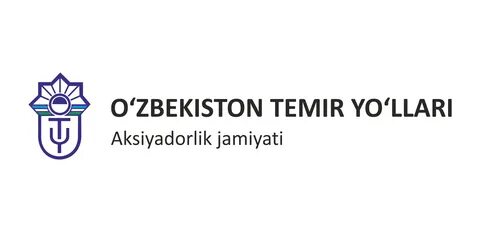 O‘ZBEKISTON TEMIR YO‘LLARI
Aksiyadorlik jamiyati